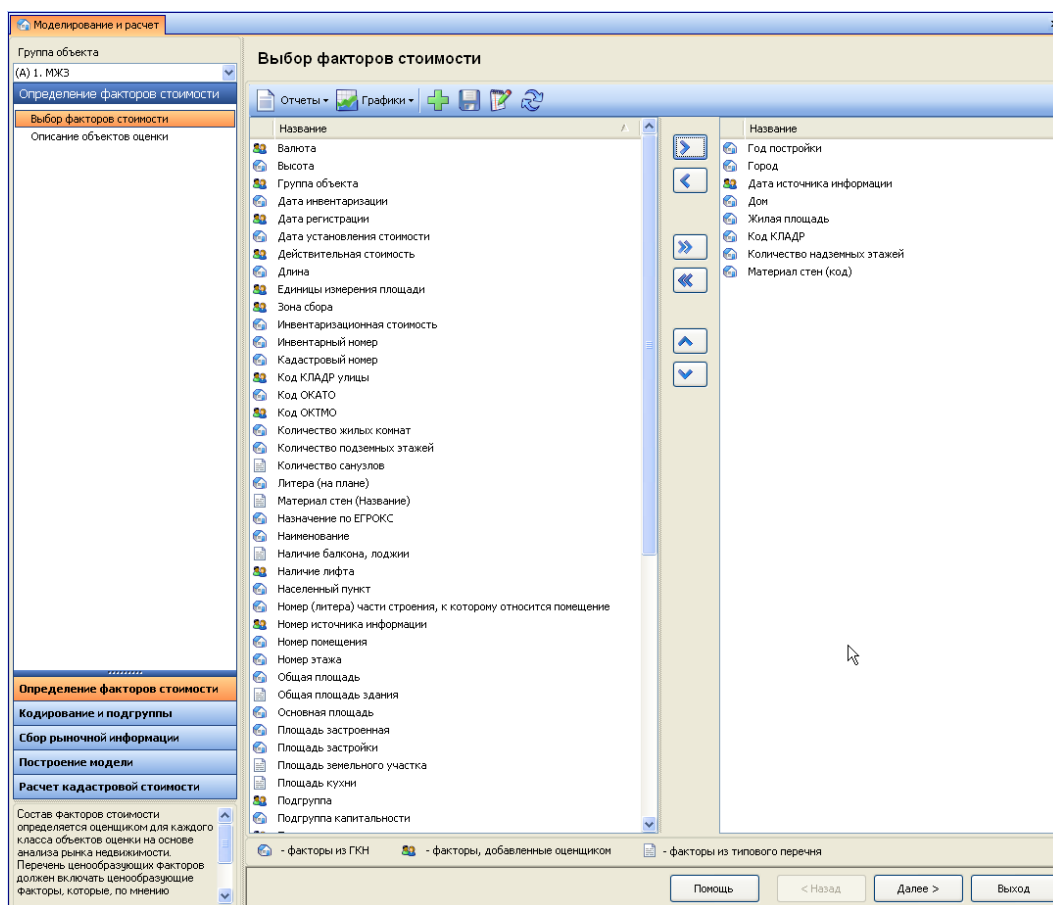 Моделирование и расчет
Группа объекта
(А) 1. МЖЗ
Определение факторов стоимости
Выбор факторов стоимости
Описание объектов оценки
Определение факторов стоимости
Кодирование и подгруппы
Сбор рыночной информации
Построение модели
Расчет кадастровой стоимости
Состав факторов стоимости
определяется оценщиком для каждого
класса объектов оценки на основе
анализа рынка недвижимости.
Перечень ценообразующих факторов
должен включать ценообразующие
факторы, которые, по мнению
Выбор факторов стоимости
Отчеты
Графики
Название
Валюта
Высота
Группа объекта
Дата инвентаризации
Дата регистрации
Дата установления стоимости
Действительная стоимость
Длина
Единицы измерения площади
Зона сбора
Инвентаризационная стоимость
Инвентарный номер
Кадастровый номер
Код КЛАДР улицы
Код ОКАТО
Код ОКТМО
Количество жилых комнат
Количество подземных этажей
Количество санузлов
Литера (на плане)
Материал стен (Название)
Назначение по ЕГРОКС
Наименование
Наличие балкона, лоджии
Наличие лифта
Населенный пункт
Номер (литера) части строения, к которому относится помещение
Номер источника информации
Номер помещения
Номер этажа
Общая площадь
Общая площадь здания
Основная площадь
Площадь застроенная
Площадь застройки
Площадь земельного участка
Площадь кухни
Подгруппа
Подгруппа капитальности
Название
Год постройки
Город
Дата источника информации
Дом
Жилая площадь
Код КЛАДР
Количество надземных этажей
Материал стен (код)
- факторы из ГКН
- факторы, добавленные оценщиком
- факторы из типового перечня
Помощь
< Назад
Далее >
Выход